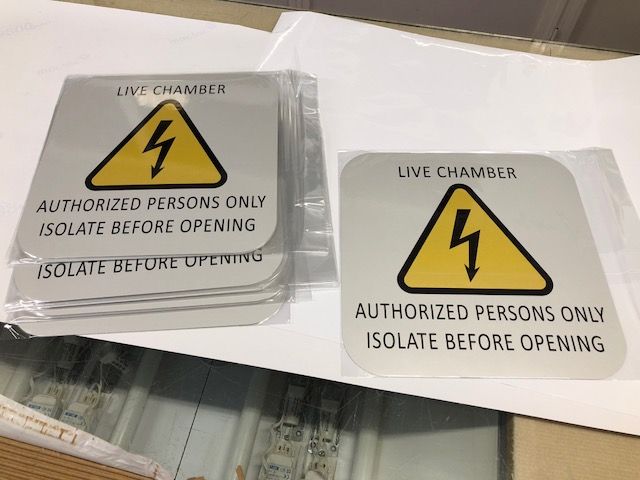 LIVE CHAMBER
AUTHORIZED PERSONS ONLY
ISOLATE BEFORE OPENING
ISOLATE BEFORE OPENING
LIVE CHAMBER
AUTHORIZED PERSONS ONLY
ISOLATE BEFORE OPENING